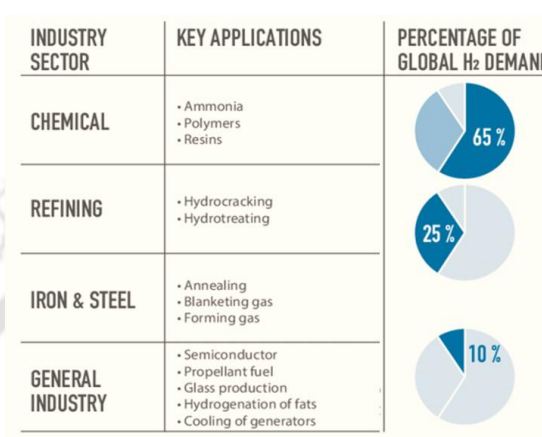 INDUSTRY
SECTOR
KEY APPLICATIONS
PERCENTAGE OF
GLOBAL H₂ DEMAN
CHEMICAL
• Ammonia
• Polymers
• Resins
65 %
REFINING
• Hydrocracking
• Hydrotreating
25 %
IRON & STEEL
• Annealing
• Blanketing gas
• Forming gas
GENERAL
INDUSTRY
• Semiconductor
• Propellant fuel
• Glass production
• Hydrogenation of fats
• Cooling of generators
10 %